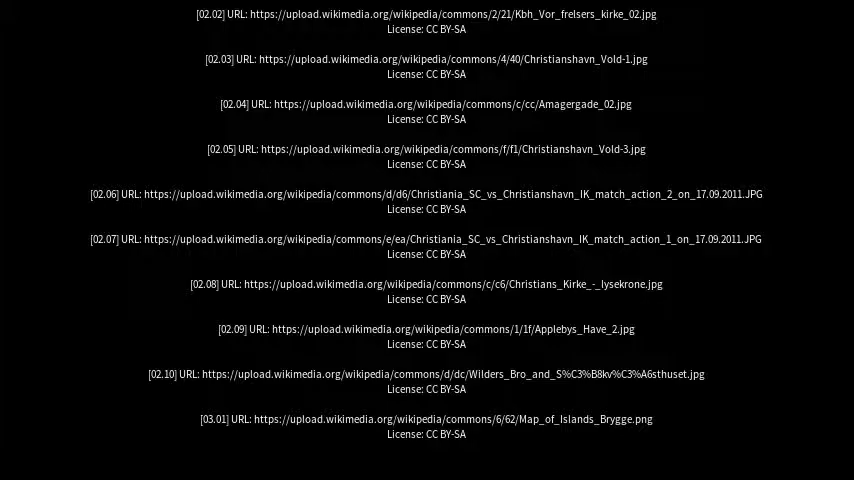 [02.02] URL: https://upload.wikimedia.org/wikipedia/commons/2/21/Kbh_Vor_frelsers_kirke_02.jpg
License: CC BY-SA
[02.03] URL: https://upload.wikimedia.org/wikipedia/commons/4/40/Christianshavn_Vold-1.jpg
License: CC BY-SA
[02.04] URL: https://upload.wikimedia.org/wikipedia/commons/c/cc/Amagergade_02.jpg
License: CC BY-SA
[02.05] URL: https://upload.wikimedia.org/wikipedia/commons/f/f1/Christianshavn_Vold-3.jpg
License: CC BY-SA
[02.06] URL: https://upload.wikimedia.org/wikipedia/commons/d/d6/Christiania_SC_vs_Christianshavn_IK_match_action_2_on_17.09.2011.JPG
License: CC BY-SA
[02.07] URL: https://upload.wikimedia.org/wikipedia/commons/e/ea/Christiania_SC_vs_Christianshavn_IK_match_action_1_on_17.09.2011.JPG
License: CC BY-SA
[02.08] URL: https://upload.wikimedia.org/wikipedia/commons/c/c6/Christians_Kirke_-_lysekrone.jpg
License: CC BY-SA
[02.09] URL: https://upload.wikimedia.org/wikipedia/commons/1/1f/Applebys_Have_2.jpg
License: CC BY-SA
[02.10] URL: https://upload.wikimedia.org/wikipedia/commons/d/dc/Wilders_Bro_and_S%C3%B8kv%C3%A6sthuset.jpg
License: CC BY-SA
[03.01] URL: https://upload.wikimedia.org/wikipedia/commons/6/62/Map_of_Islands_Brygge.png
License: CC BY-SA